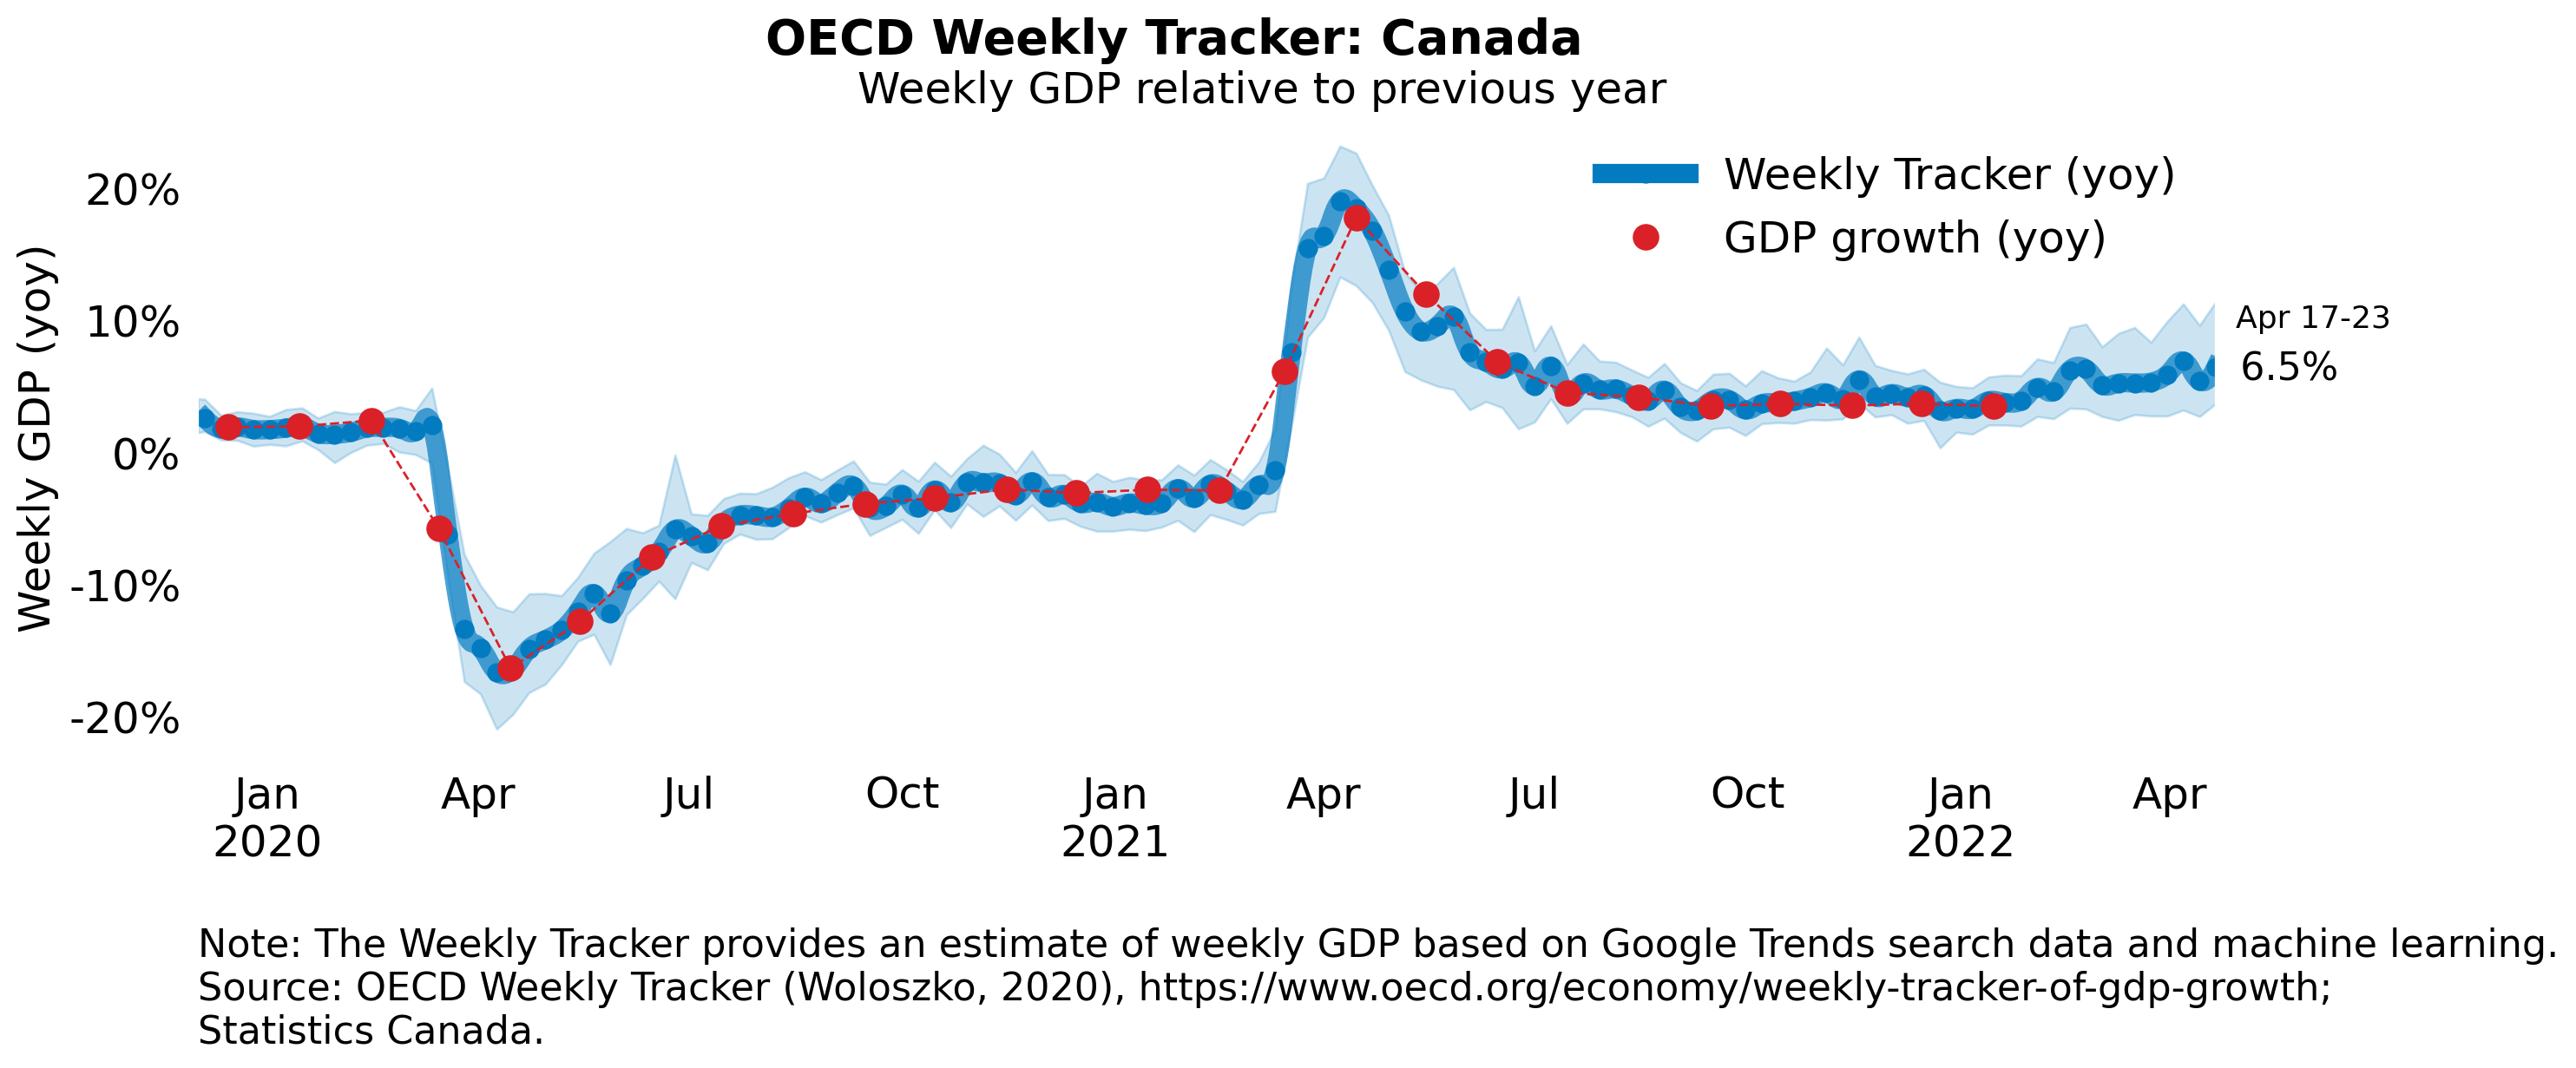 OECD Weekly Tracker: Canada
Weekly GDP relative to previous year
Weekly Tracker (yoy)
GDP growth (yoy)
Weekly GDP (yoy)
20%
10%
0%
-10%
-20%
Apr 17-23
6.5%
Jan Apr Jul Oct Jan Apr Jul Oct Jan Apr
2020 2021 2022
Note: The Weekly Tracker provides an estimate of weekly GDP based on Google Trends search data and machine learning.
Source: OECD Weekly Tracker (Woloszko, 2020), https://www.oecd.org/economy/weekly-tracker-of-gdp-growth;
Statistics Canada.